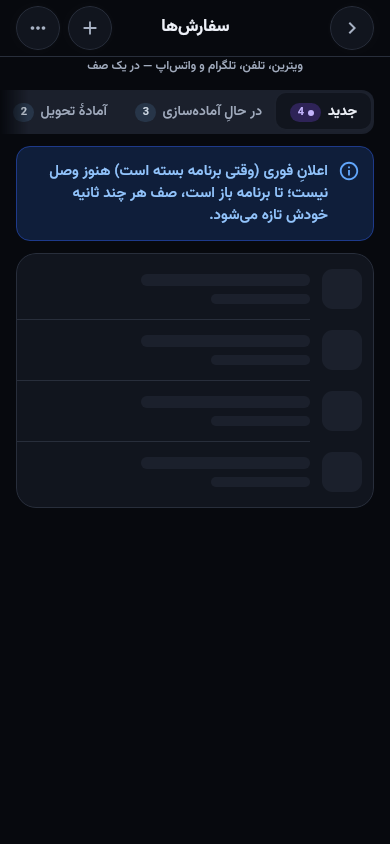 سفارش‌ها
ویترین، تلفن، تلگرام و واتس‌اپ — در یک صف
جدید 4
در حالِ آماده‌سازی 3
آمادهٔ تحویل 2
اعلانِ فوری (وقتی برنامه بسته است) هنوز وصل
نیست؛ تا برنامه باز است، صف هر چند ثانیه
خودش تازه می‌شود.